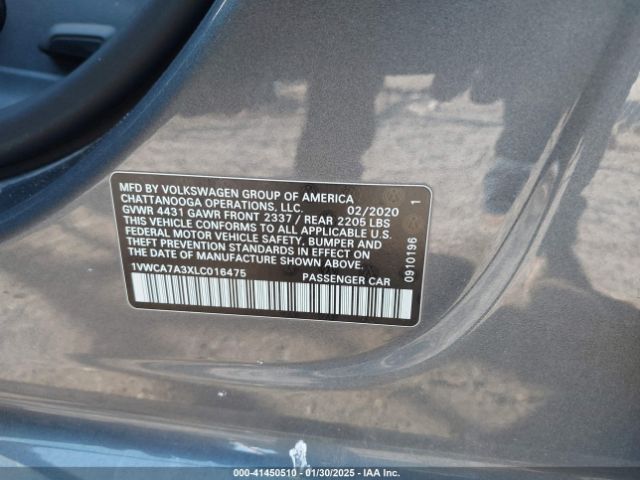 MFD BY VOLKSWAGEN GROUP OF AMERICA
CHATTANOOGA OPERATIONS, LLC. 02/2020 1
GVWR 4431 GAWR FRONT 2337 / REAR 2205 LBS
THIS VEHICLE CONFORMS TO ALL APPLICABLE U.S.
FEDERAL MOTOR VEHICLE SAFETY, BUMPER AND
THEFT PREVENTION STANDARDS IN EFFECT ON
THE DATE OF MANUFACTURE SHOWN ABOVE.
1VWCA7A3XLC016475 PASSENGER CAR
0910196
000-41450510 - 01/30/2025 - IAA Inc.